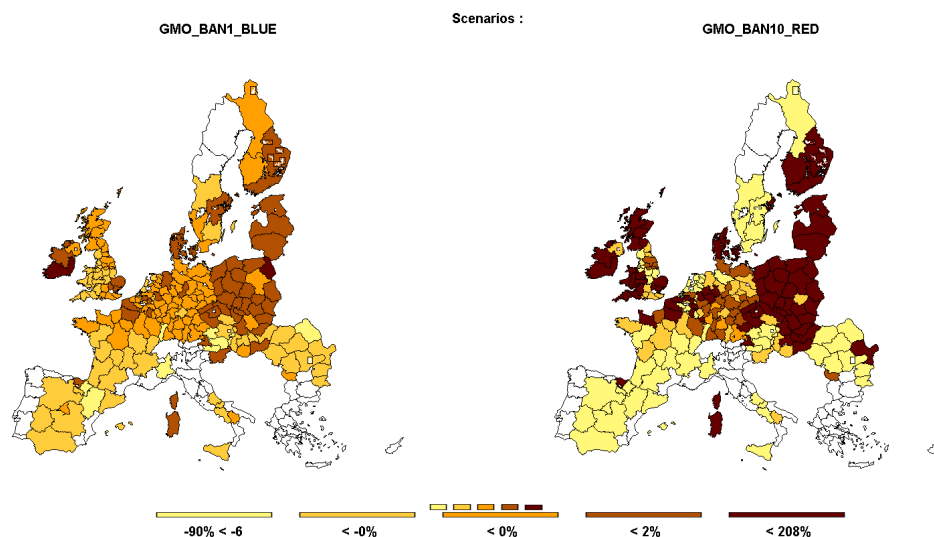 Scenarios :
GMO_BAN1_BLUE
GMO_BAN10_RED
-90% < -6
< -0%
< 0%
< 2%
< 208%